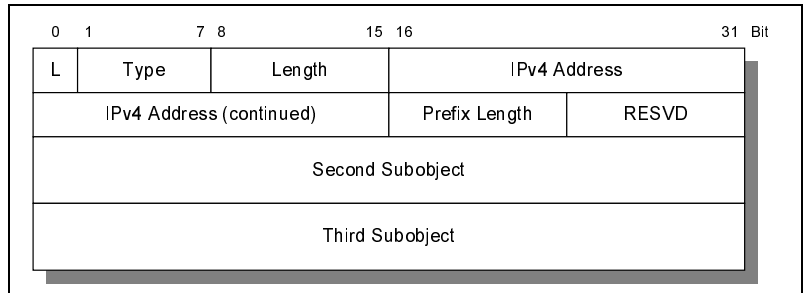 0 1 7 8 15 16 31 Bit
L Type Length IPv4 Address
IPv4 Address (continued) Prefix Length RESVD
Second Subobject
Third Subobject